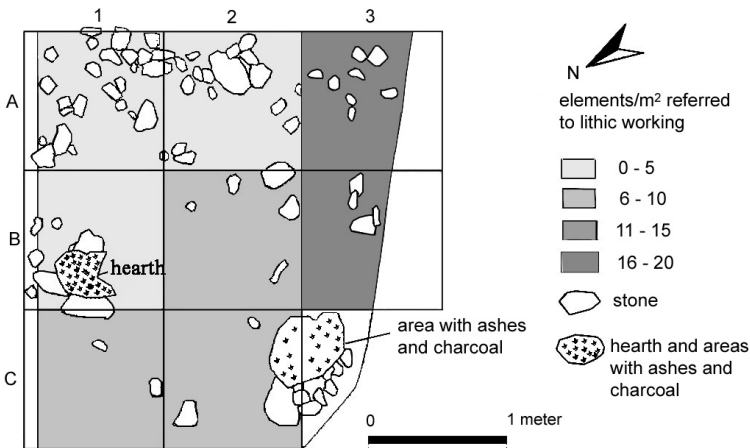 1 2 3
A
B
C
hearth
area with ashes
and charcoal
0 1 meter
N
elements/m² referred
to lithic working
0 - 5
6 - 10
11 - 15
16 - 20
stone
hearth and areas
with ashes and
charcoal